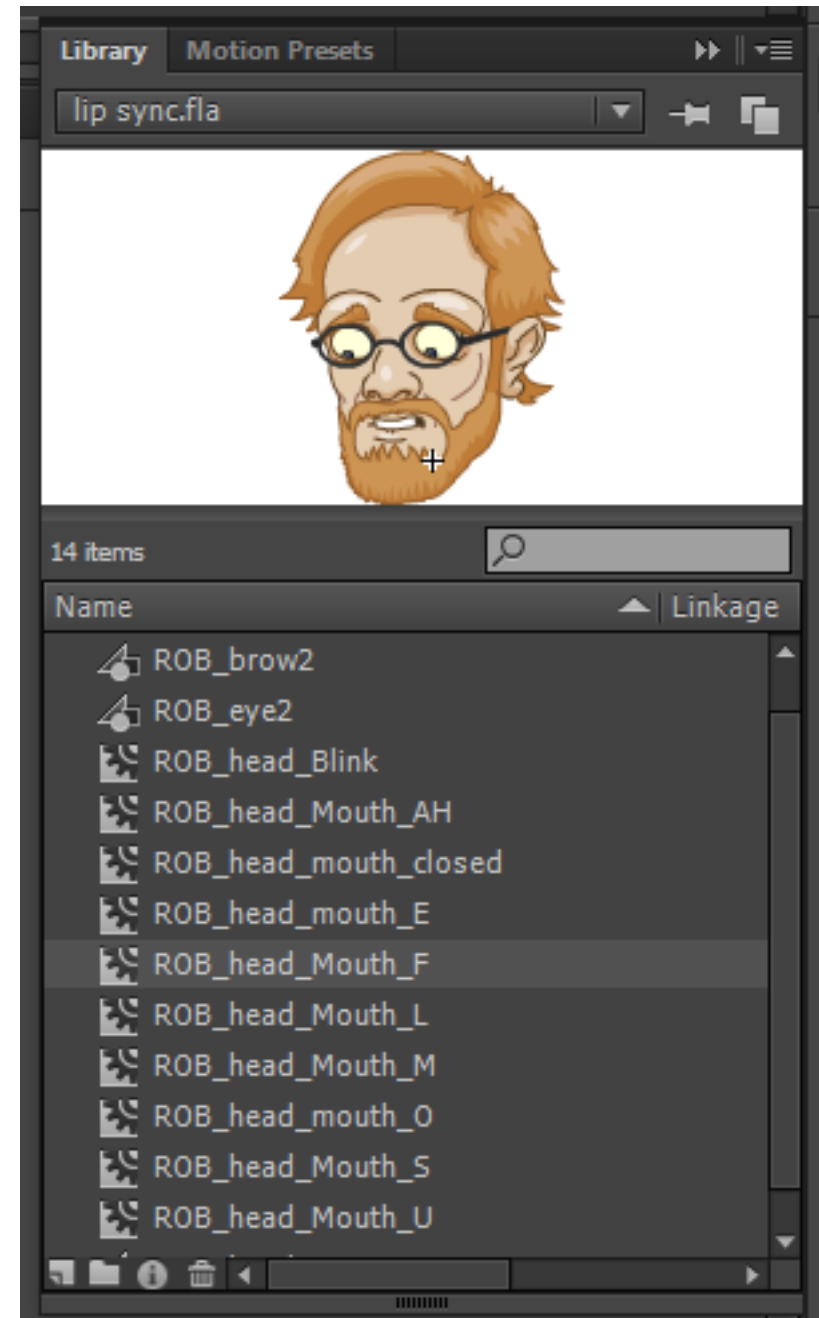 Library Motion Presets
lip sync.fla
14 items
Name Linkage
ROB_brow2
ROB_eye2
ROB_head_Blink
ROB_head_Mouth_AH
ROB_head_mouth_closed
ROB_head_mouth_E
ROB_head_Mouth_F
ROB_head_Mouth_L
ROB_head_Mouth_M
ROB_head_mouth_O
ROB_head_Mouth_S
ROB_head_Mouth_U